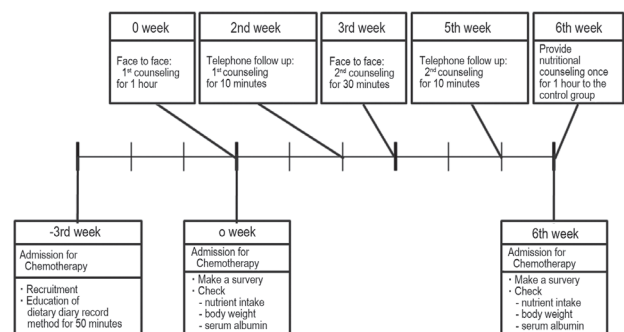 0 week
Face to face:
1st counseling
for 1 hour
2nd week
Telephone follow up:
1st counseling
for 10 minutes
3rd week
Face to face:
2nd counseling
for 30 minutes
5th week
Telephone follow up:
2nd counseling
for 10 minutes
6th week
Provide
nutritional
counseling once
for 1 hour to the
control group
-3rd week
Admission for
Chemotherapy
・Recruitment
・Education of
dietary diary record
method for 50 minutes
o week
Admission for
Chemotherapy
・Make a survery
・Check
- nutrient intake
- body weight
- serum albumin
6th week
Admission for
Chemotherapy
・Make a survery
・Check
- nutrient intake
- body weight
- serum albumin